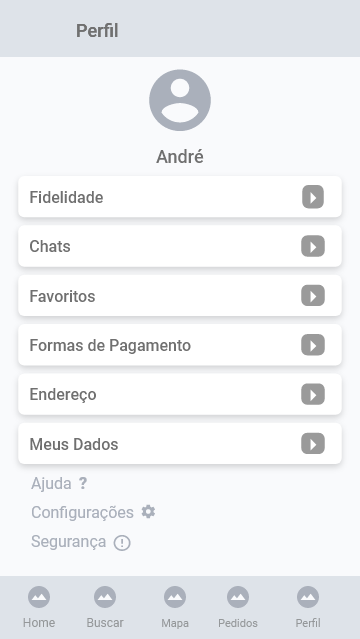 Perfil
André
Fidelidade
Chats
Favoritos
Formas de Pagamento
Endereço
Meus Dados
Ajuda ?
Configurações
Segurança
Home Buscar Mapa Pedidos Perfil